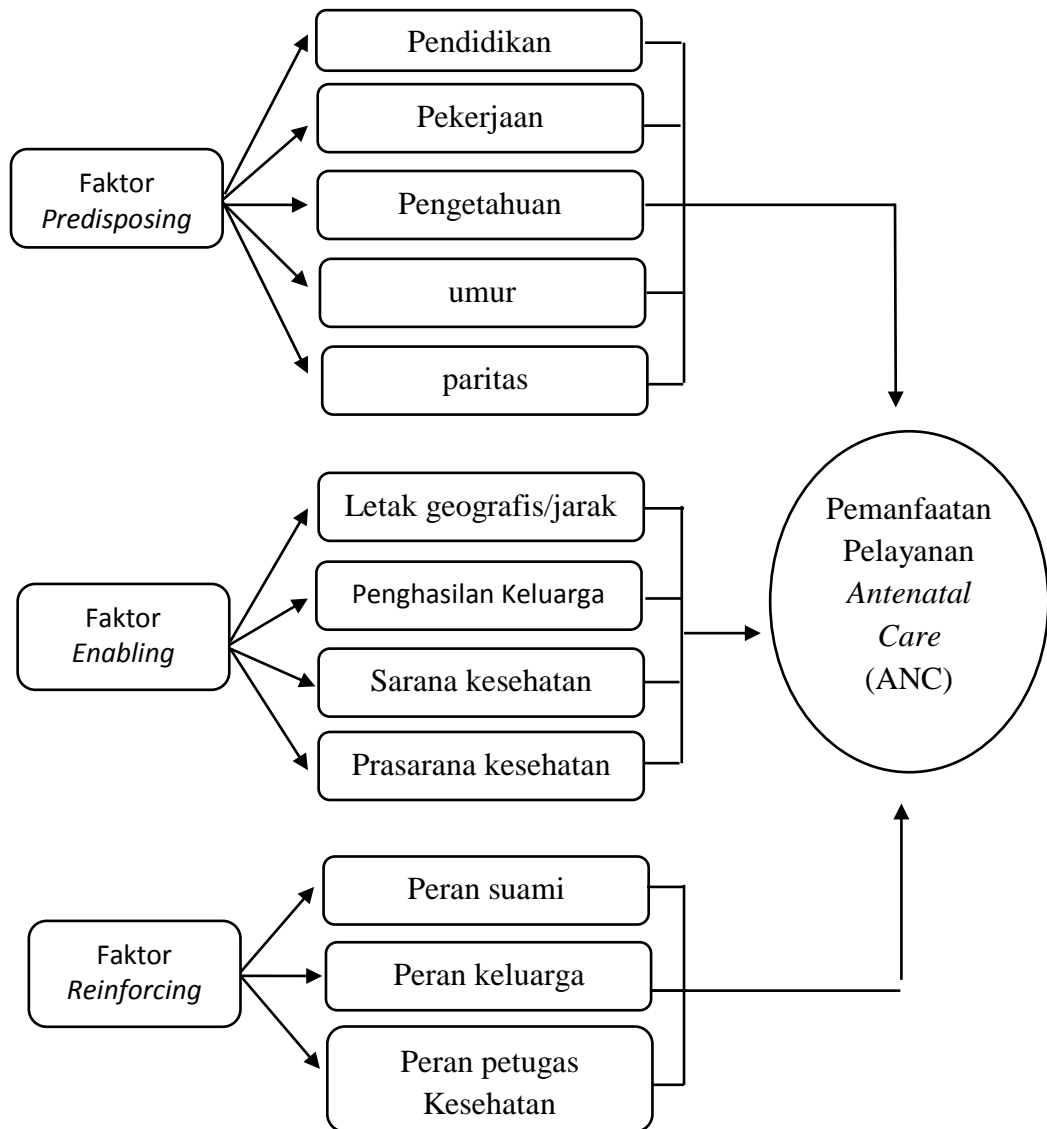 Faktor
Predisposing
Pendidikan
Pekerjaan
Pengetahuan
umur
paritas
Faktor
Enabling
Letak geografis/jarak
Penghasilan Keluarga
Sarana kesehatan
Prasarana kesehatan
Faktor
Reinforcing
Peran suami
Peran keluarga
Peran petugas
Kesehatan
Pemanfaatan
Pelayanan
Antenatal
Care
(ANC)